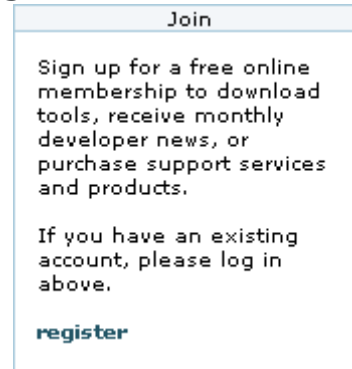 Join
Sign up for a free online
membership to download
tools, receive monthly
developer news, or
purchase support services
and products.
If you have an existing
account, please log in
above.
register